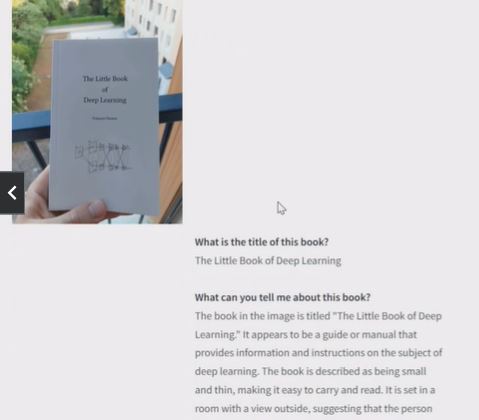 The Little Book
of
Deep Learning
François Fleuret
What is the title of this book?
The Little Book of Deep Learning
What can you tell me about this book?
The book in the image is titled "The Little Book of Deep
Learning." It appears to be a guide or manual that
provides information and instructions on the subject of
deep learning. The book is described as being small
and thin, making it easy to carry and read. It is set in a
room with a view outside, suggesting that the person